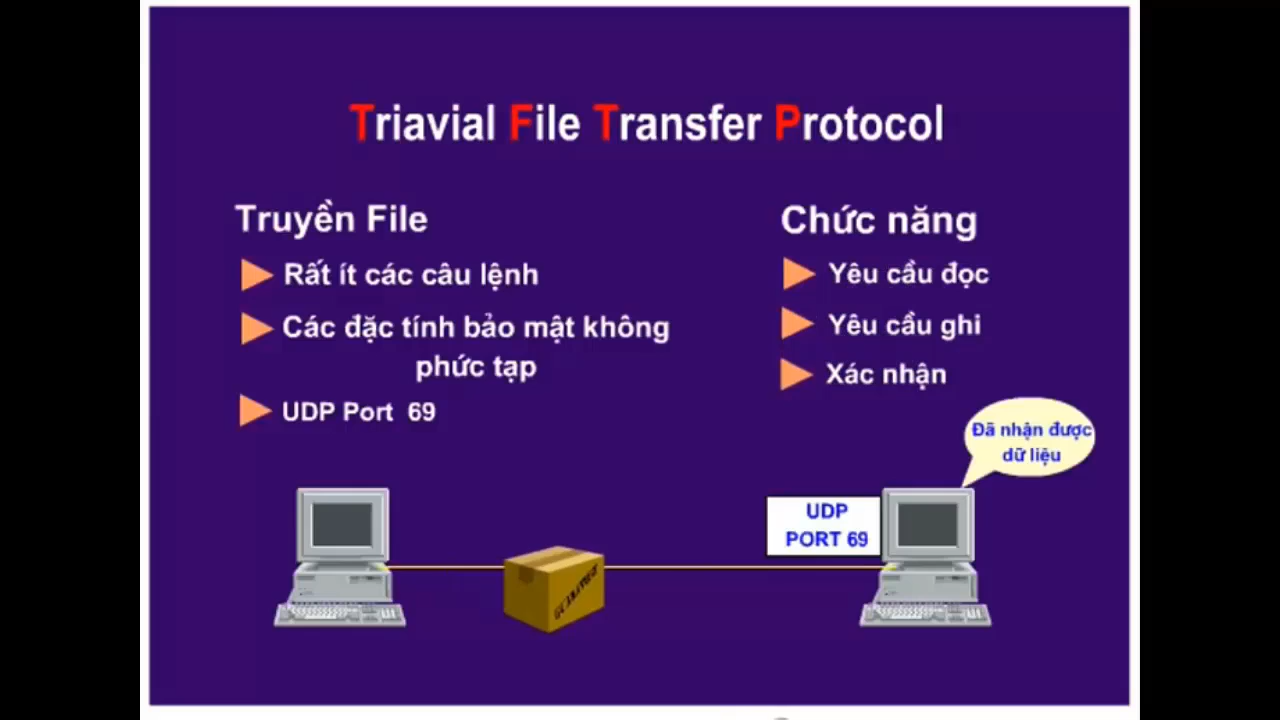 Triavial File Transfer Protocol
Truyền File
Rất ít các câu lệnh
Các đặc tính bảo mật không
phức tạp
UDP Port 69
Chức năng
Yêu cầu đọc
Yêu cầu ghi
Xác nhận
Đã nhận được
dữ liệu
UDP
PORT 69